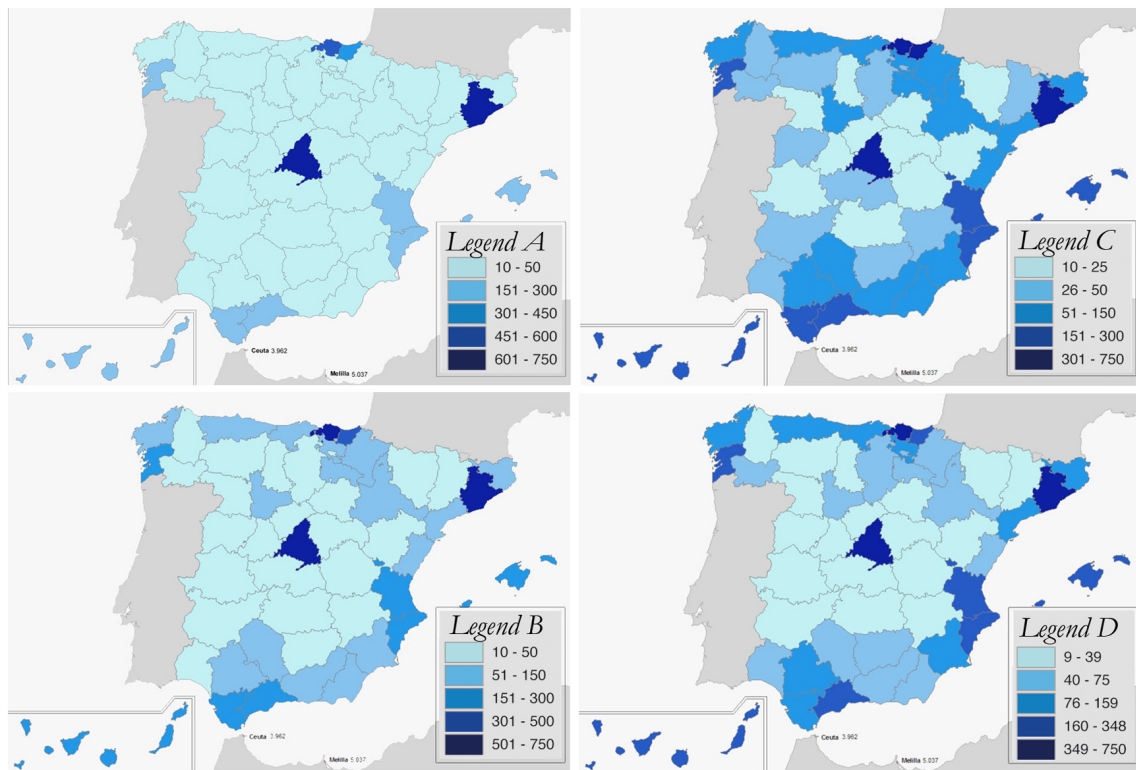 Legend A
10 - 50
151 - 300
301 - 450
451 - 600
601 - 750
Ceuta 3.962
Melilla 5.037
Legend C
10 - 25
26 - 50
51 - 150
151 - 300
301 - 750
Ceuta 3.962
Melilla 5.037
Legend B
10 - 50
51 - 150
151 - 300
301 - 500
501 - 750
Ceuta 3.962
Melilla 5.037
Legend D
9 - 39
40 - 75
76 - 159
160 - 348
349 - 750
Ceuta 3.962
Melilla 5.037